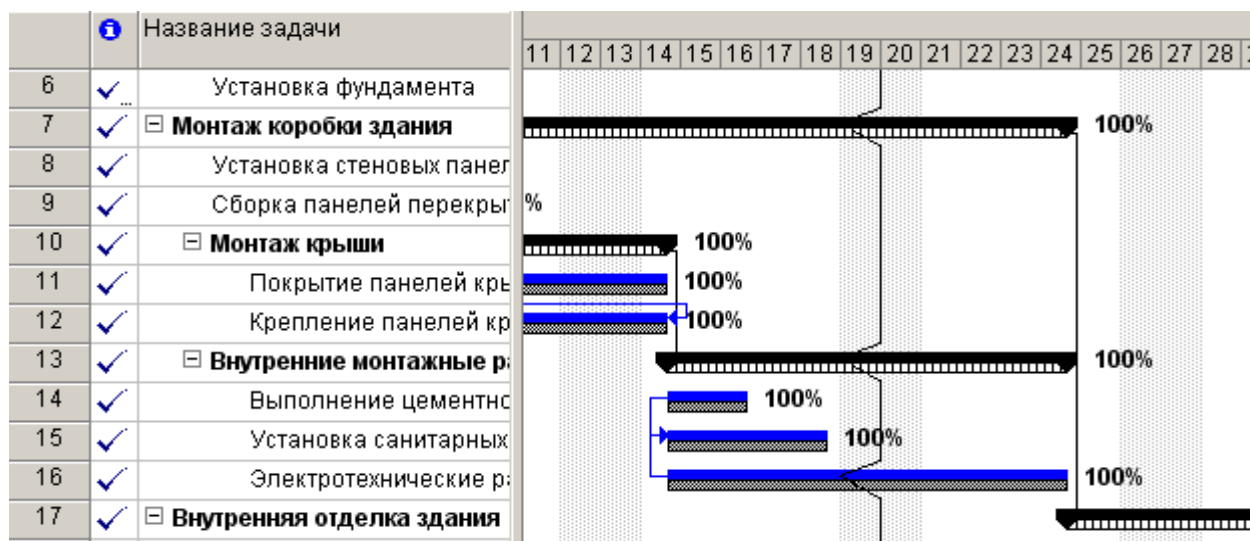 Название задачи
11 12 13 14 15 16 17 18 19 20 21 22 23 24 25 26 27 28
6 Установка фундамента
7 Монтаж коробки здания 100%
8 Установка стеновых панел
9 Сборка панелей перекры %
10 Монтаж крыши 100%
11 Покрытие панелей кры 100%
12 Крепление панелей кр 100%
13 Внутренние монтажные ра 100%
14 Выполнение цементно 100%
15 Установка санитарных 100%
16 Электротехнические ра 100%
17 Внутренняя отделка здания